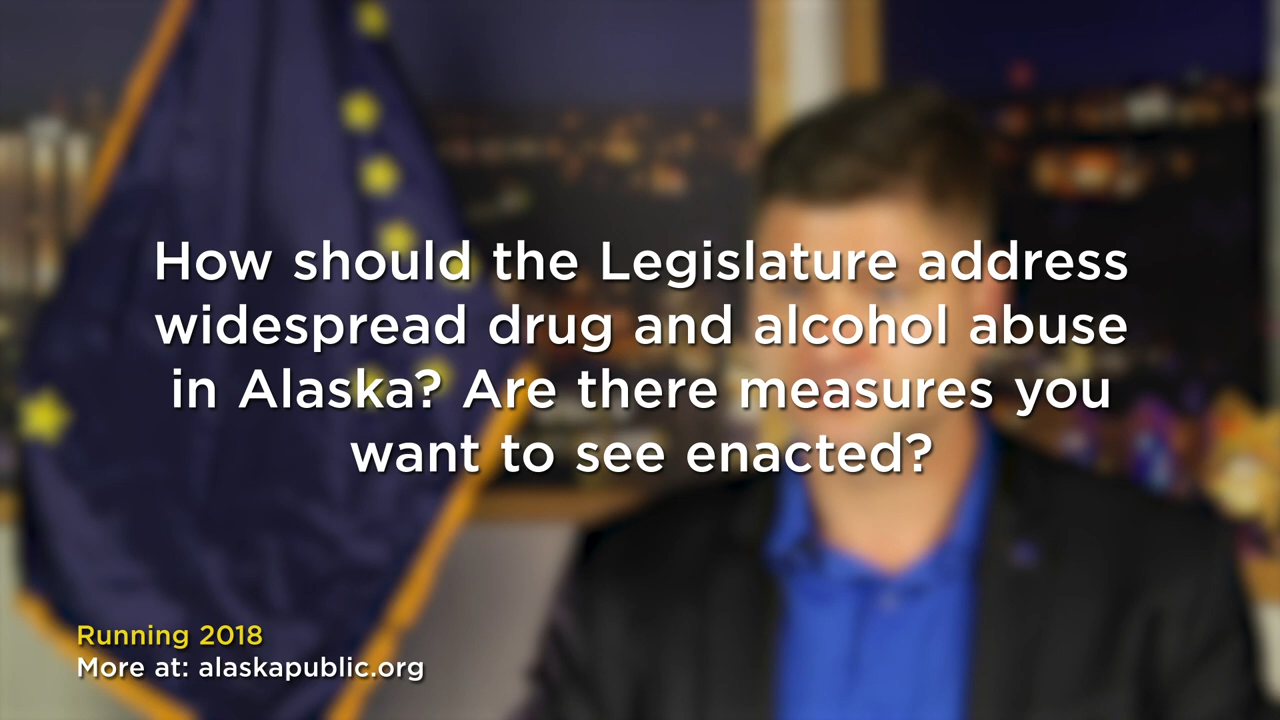 How should the Legislature address
widespread drug and alcohol abuse
in Alaska? Are there measures you
want to see enacted?
Running 2018
More at: alaskapublic.org